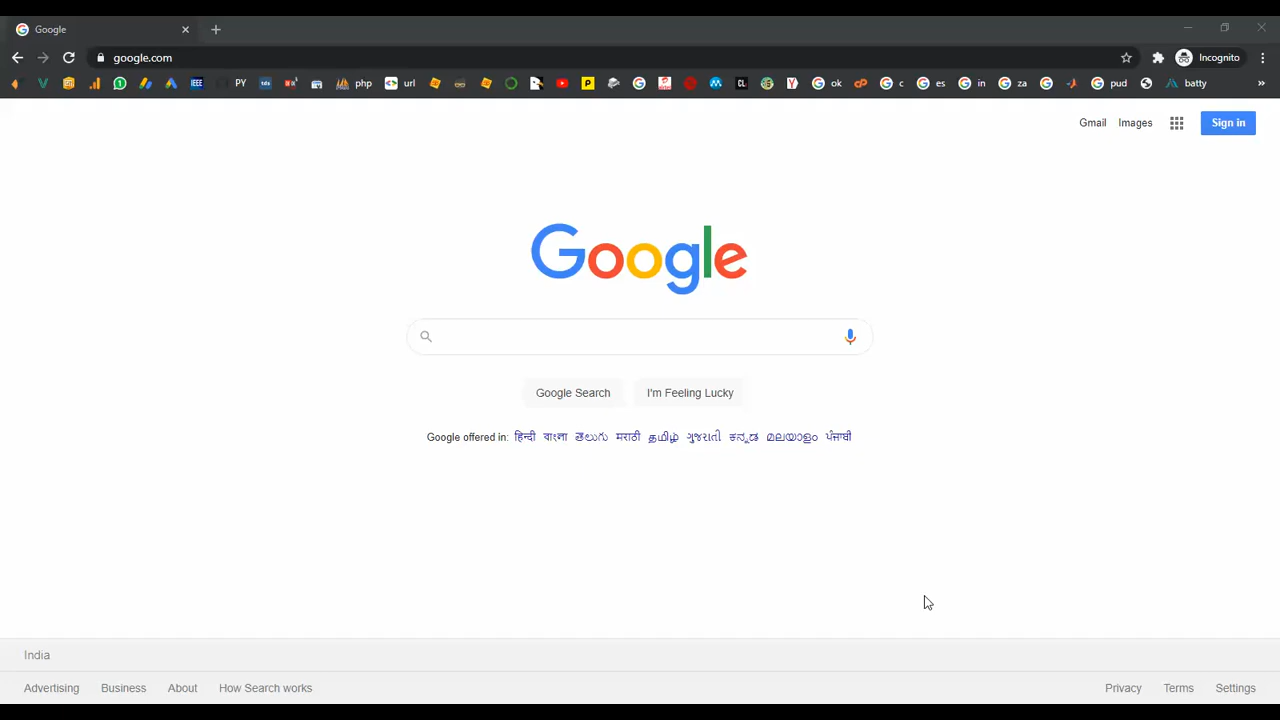 Google
google.com
Incognito
PY php url ok c es in za pud batty
Gmail Images Sign in
Google
Google Search I'm Feeling Lucky
Google offered in: हिन्दी বাংলা తెలుగు मराठी தமிழ் ગુજરાતી ಕನ್ನಡ മലയാളം ਪੰਜਾਬੀ
India
Advertising Business About How Search works Privacy Terms Settings